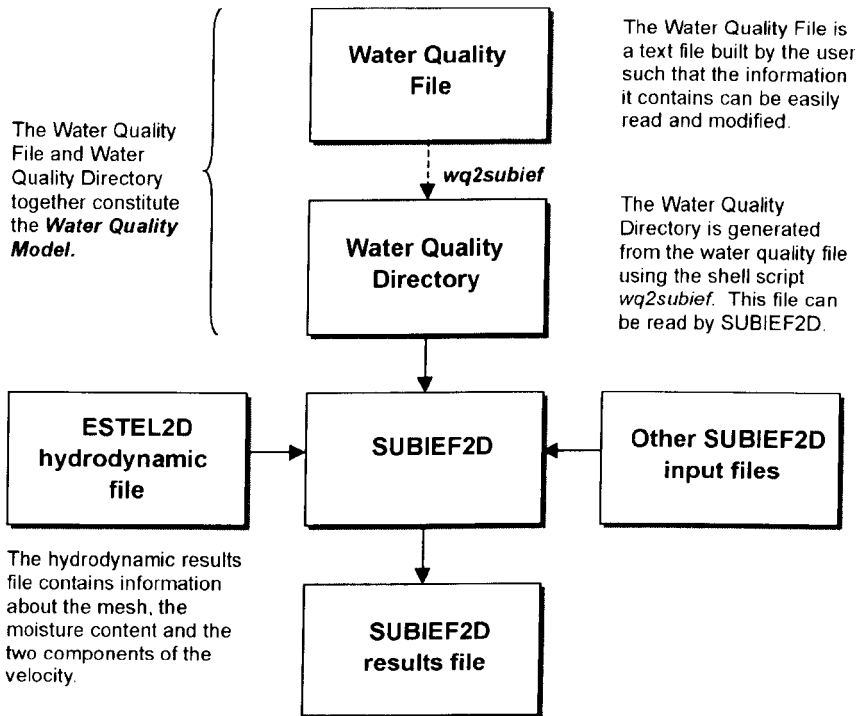 Water Quality
File
The Water Quality File is
a text file built by the user
such that the information
it contains can be easily
read and modified.
The Water Quality
File and Water
Quality Directory
together constitute
the Water Quality
Model.
wq2subief
Water Quality
Directory
The Water Quality
Directory is generated
from the water quality file
using the shell script
wq2subief. This file can
be read by SUBIEF2D.
ESTEL2D
hydrodynamic
file
SUBIEF2D
Other SUBIEF2D
input files
The hydrodynamic results
file contains information
about the mesh, the
moisture content and the
two components of the
velocity.
SUBIEF2D
results file